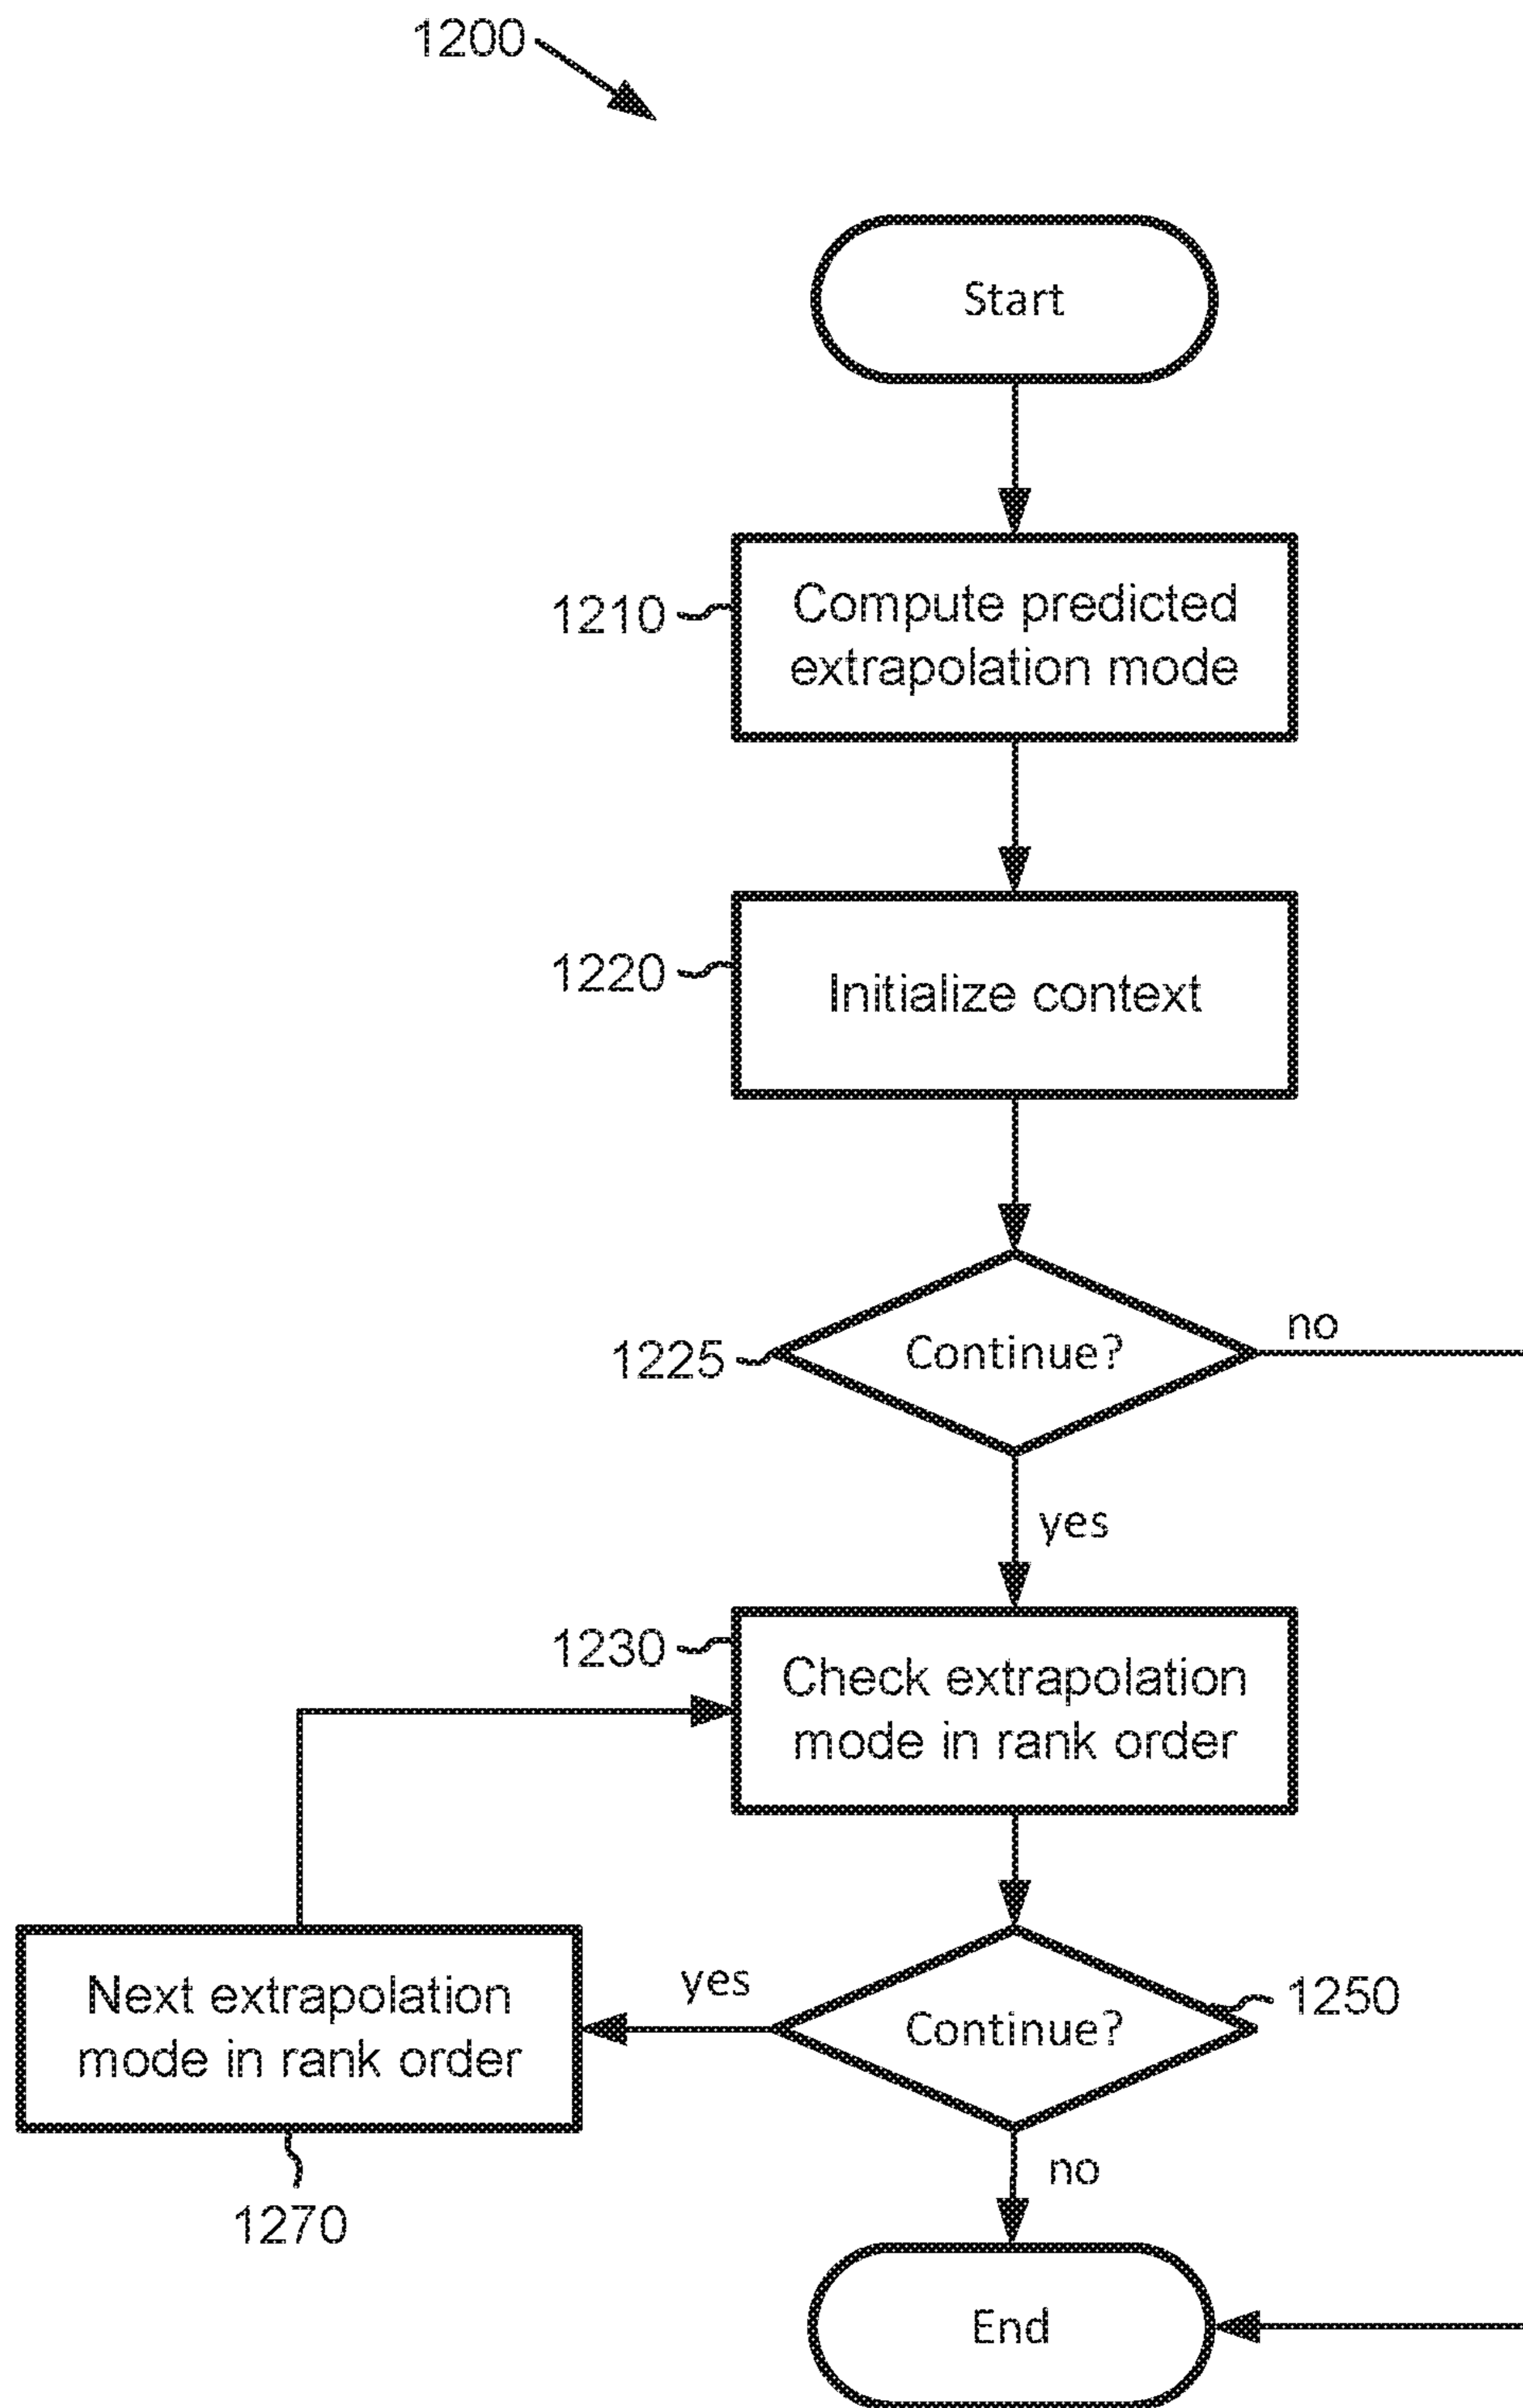 1200
Start
1210
Compute predicted
extrapolation mode
1220
Initialize context
1225
Continue?
no
yes
1230
Check extrapolation
mode in rank order
Next extrapolation
mode in rank order
yes
Continue?
1250
1270
no
End